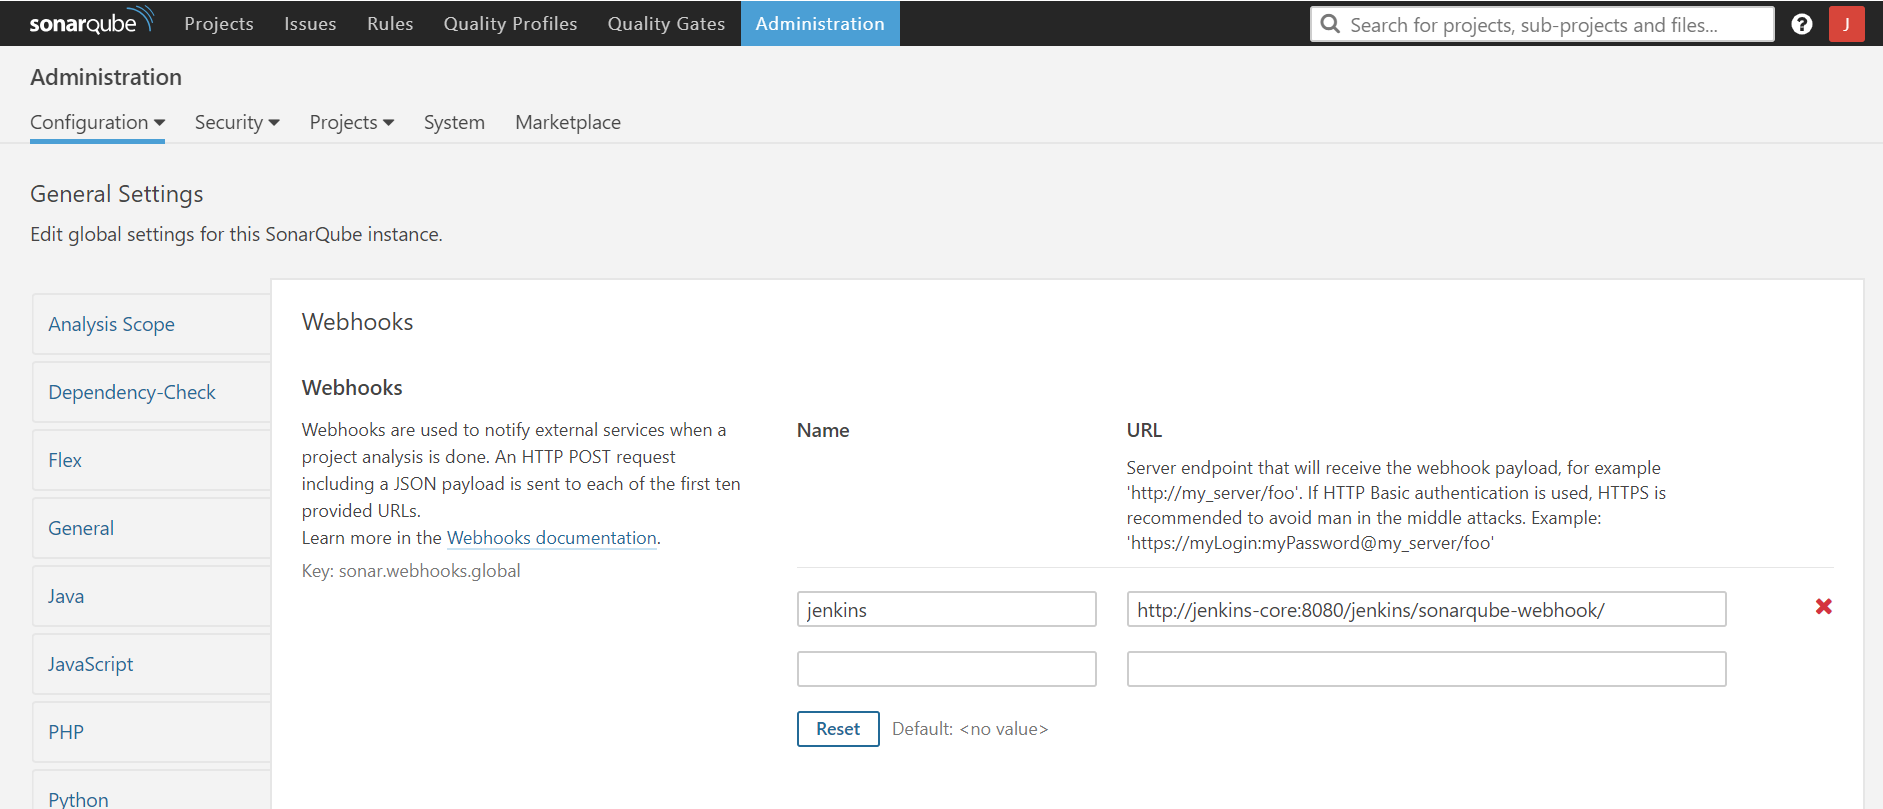 sonarqube Projects Issues Rules Quality Profiles Quality Gates Administration Search for projects, sub-projects and files... ? J
Administration
Configuration Security Projects System Marketplace
General Settings
Edit global settings for this SonarQube instance.
Analysis Scope
Dependency-Check
Flex
General
Java
JavaScript
PHP
Python
Webhooks
Webhooks
Webhooks are used to notify external services when a
project analysis is done. An HTTP POST request
including a JSON payload is sent to each of the first ten
provided URLs.
Learn more in the Webhooks documentation.
Key: sonar.webhooks.global
Name
URL
Server endpoint that will receive the webhook payload, for example
'http://my_server/foo'. If HTTP Basic authentication is used, HTTPS is
recommended to avoid man in the middle attacks. Example:
'https://myLogin:myPassword@my_server/foo'
jenkins
http://jenkins-core:8080/jenkins/sonarqube-webhook/
Reset Default: <no value>